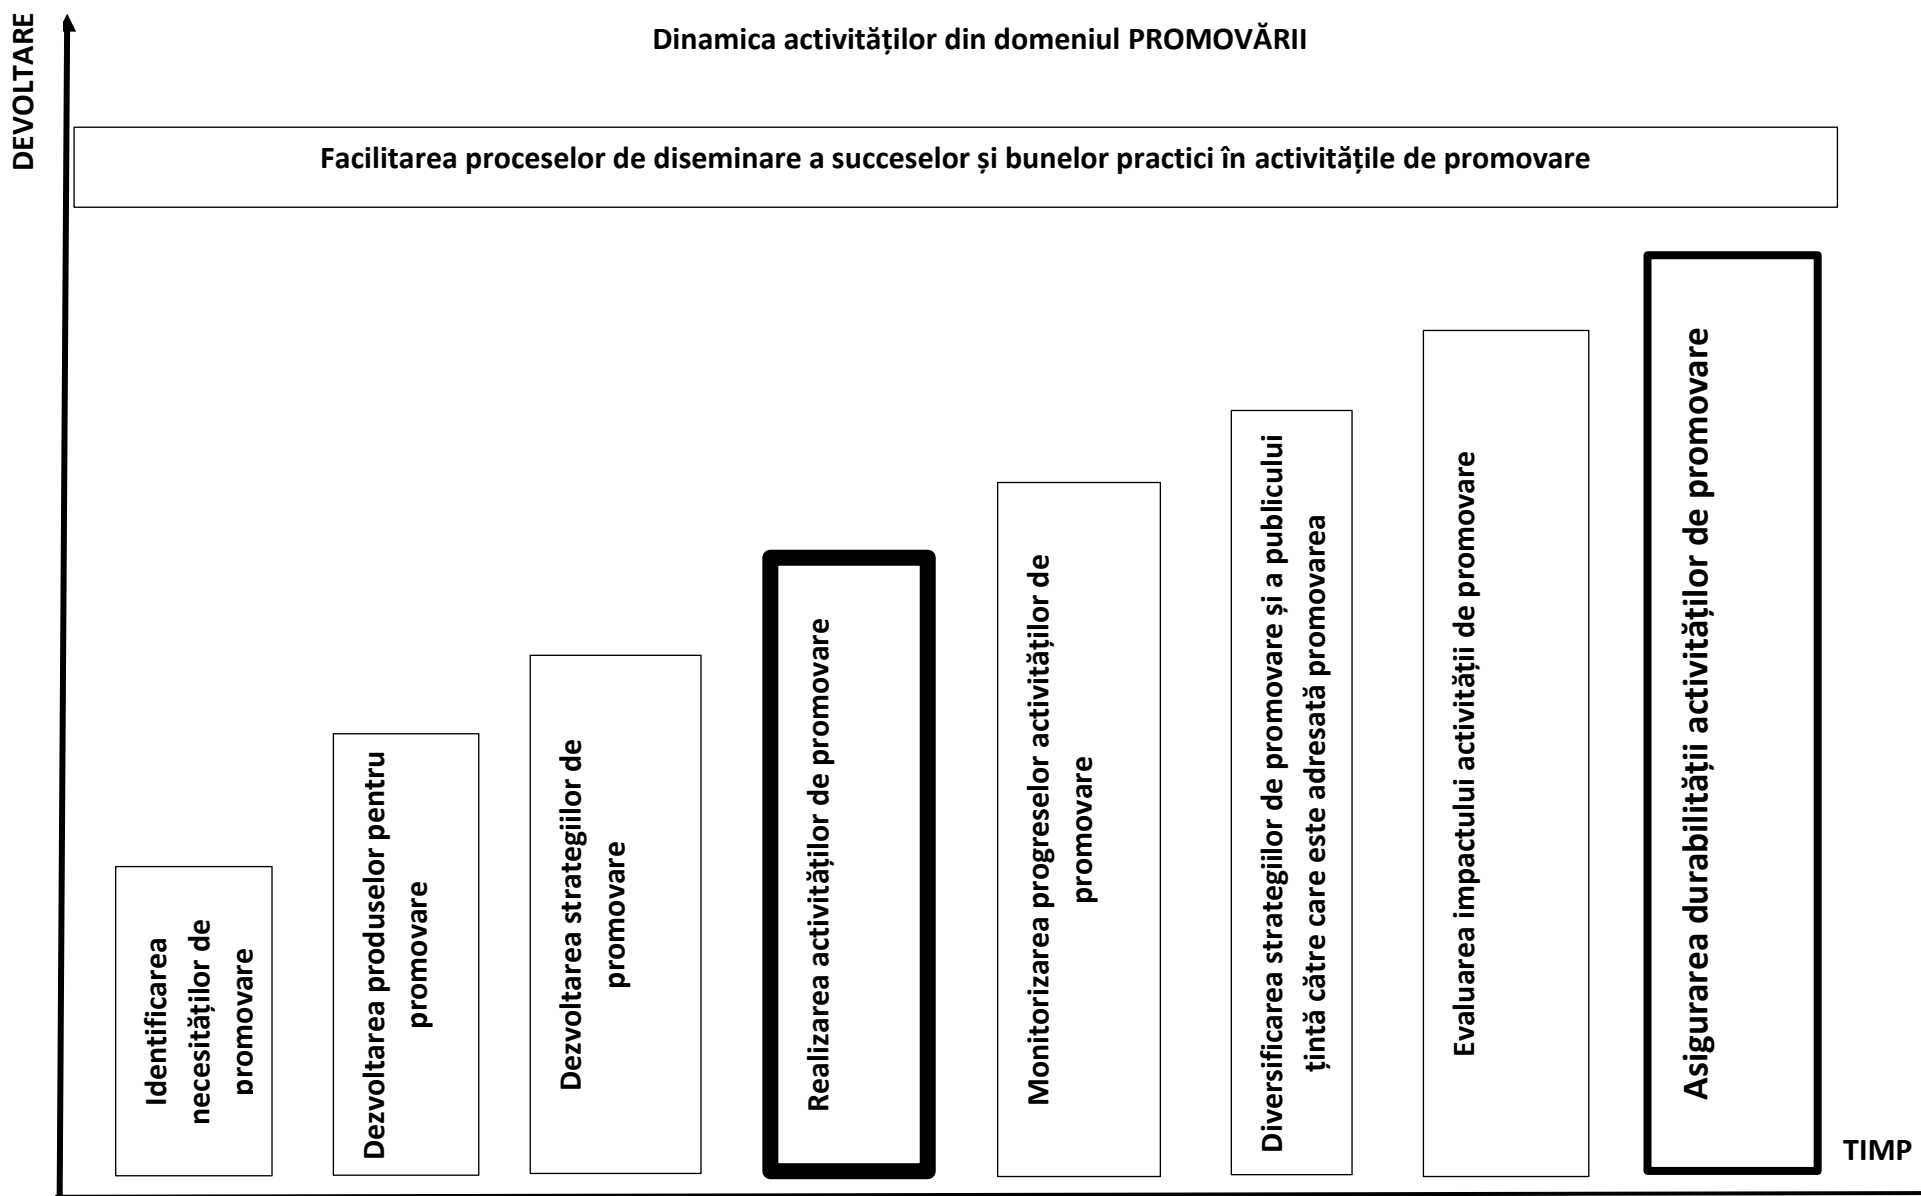 DEVOLTARE
Dinamica activităților din domeniul PROMOVĂRII
Facilitarea proceselor de diseminare a succeselor și bunelor practici în activitățile de promovare
Identificarea
necesităților de
promovare
Dezvoltarea produselor pentru
promovare
Dezvoltarea strategiilor de
promovare
Realizarea activităților de promovare
Monitorizarea progreselor activităților de
promovare
Diversificarea strategiilor de promovare și a publicului
țintă către care este adresată promovarea
Evaluarea impactului activității de promovare
Asigurarea durabilității activităților de promovare
TIMP